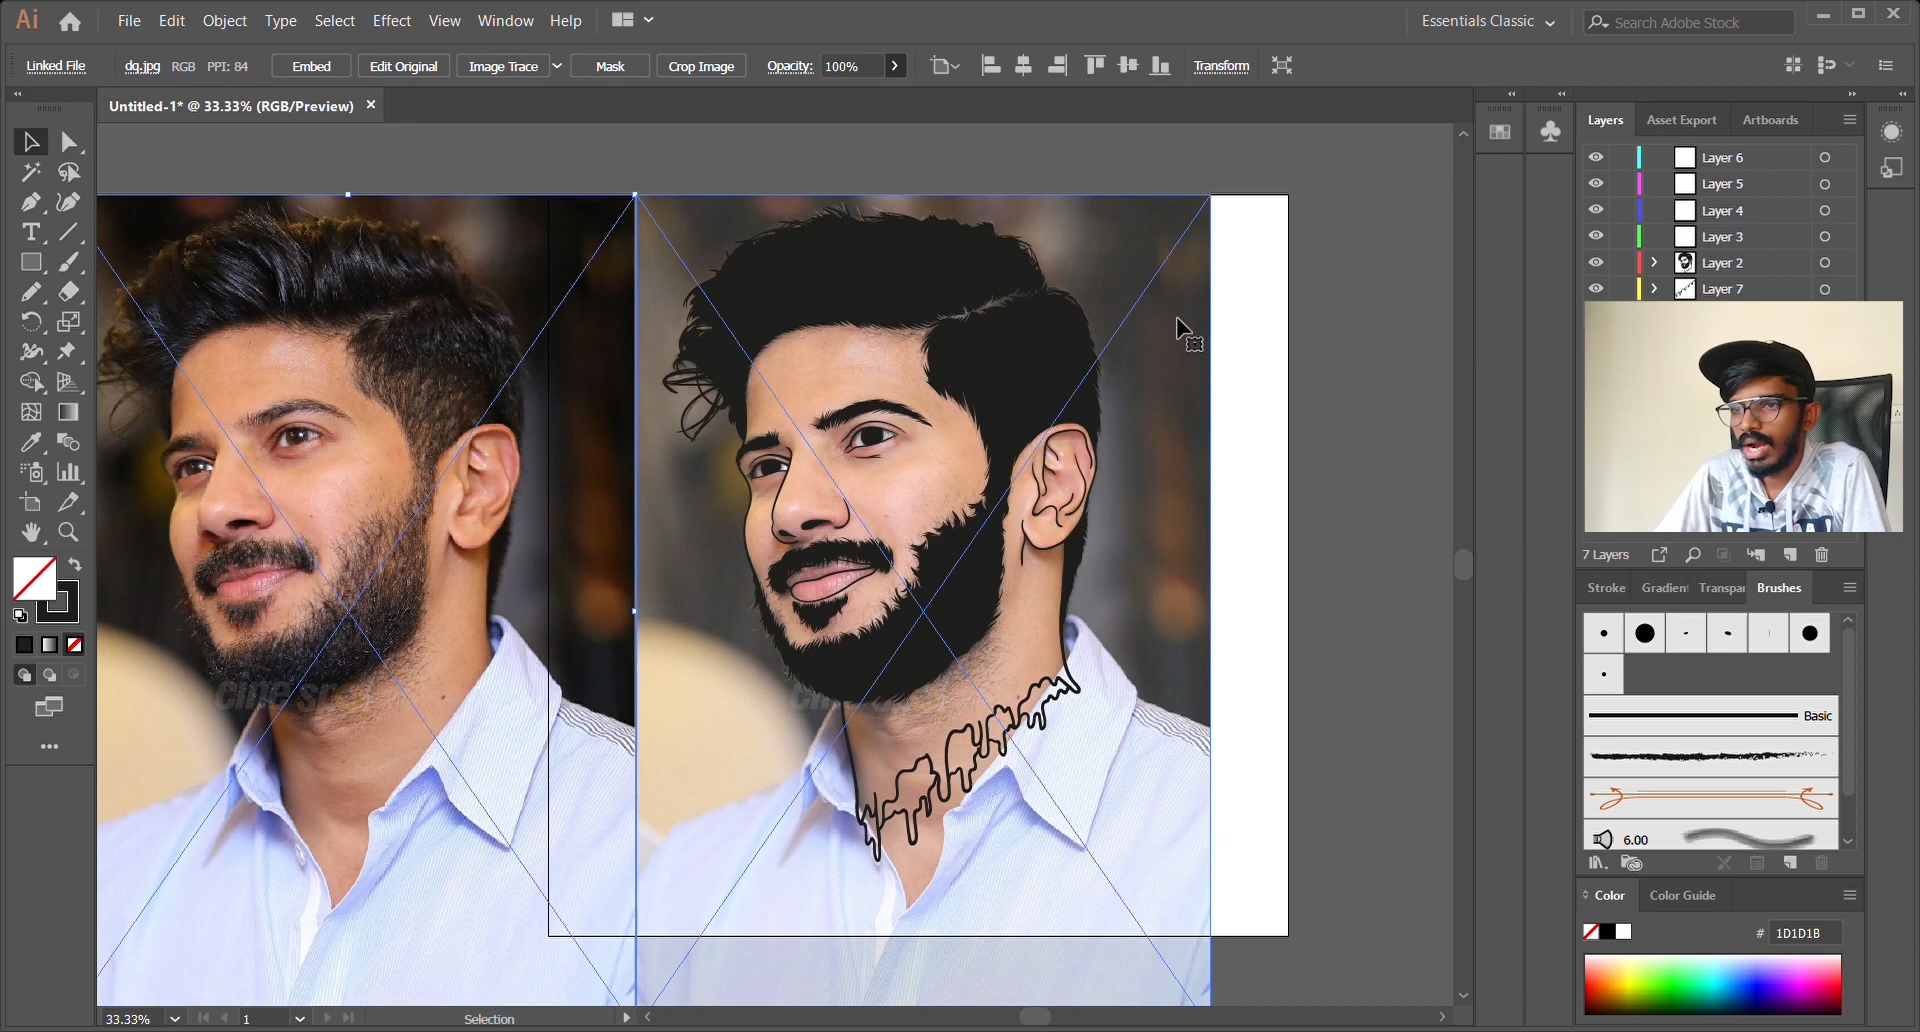 Ai File Edit Object Type Select Effect View Window Help Essentials Classic Search Adobe Stock
Linked File dq.jpg RGB PPI: 84 Embed Edit Original Image Trace Mask Crop Image Opacity: 100% Transform
Untitled-1* @ 33.33% (RGB/Preview)
Layers Asset Export Artboards
Layer 6
Layer 5
Layer 4
Layer 3
Layer 2
Layer 7
7 Layers
Stroke Gradient Transpar Brushes
Basic
6.00
Color Color Guide
# 1D1D1B
33.33% 1 Selection